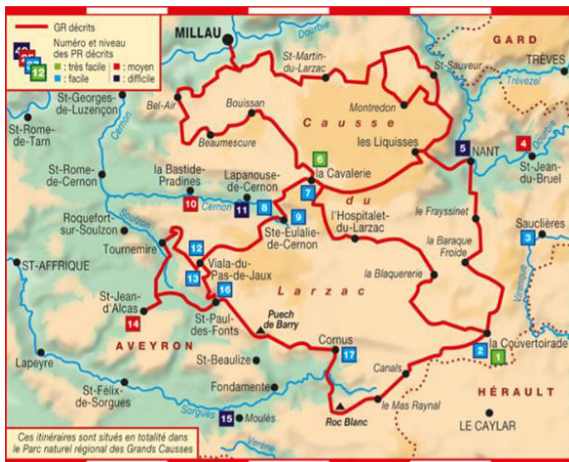 GR décrits
Numéro et niveau
des PR décrits
: très facile
: moyen
: facile
: difficile
12
MILLAU
Dourbie
GARD
TRÈVES
Trévezel
St-Martin-
du-Larzac
St-Sauveur
St-Georges-
de-Luzençon
Bel-Air
Bouissan
Montredon
St-Rome-
de-Tarn
Cernon
Causse
Beaumescure
les Liquisses
5
NANT
4
Dourbie
St-Jean-
du-Bruel
St-Rome-
de-Cernon
la Bastide-
Pradines
Lapanouse-
de-Cernon
6
la Cavalerie
7
10
Cernon
11
8
9
du
Ste-Eulalie-
de-Cernon
l'Hospitalet-
du-Larzac
le Frayssinet
Sauclières
3
Roquefort-
sur-Soulzon
Soulzon
Tournemire
la Baraque
Froide
Virenque
ST-AFFRIQUE
12
Viala-du-
Pas-de-Jaux
13
la Blaquererie
16
Larzac
St-Jean-
d'Alcas
14
St-Paul-
des-Fonts
Puech
de Barry
la Couvertoirade
2
1
AVEYRON
Cornus
17
Lapeyre
St-Beaulize
Canals
HÉRAULT
St-Félix-
de-Sorgues
Fondamente
le Mas Raynal
Sorgues
15
Moulès
Roc Blanc
LE CAYLAR
Verène
Ces itinéraires sont situés en totalité dans
le Parc naturel régional des Grands Causses